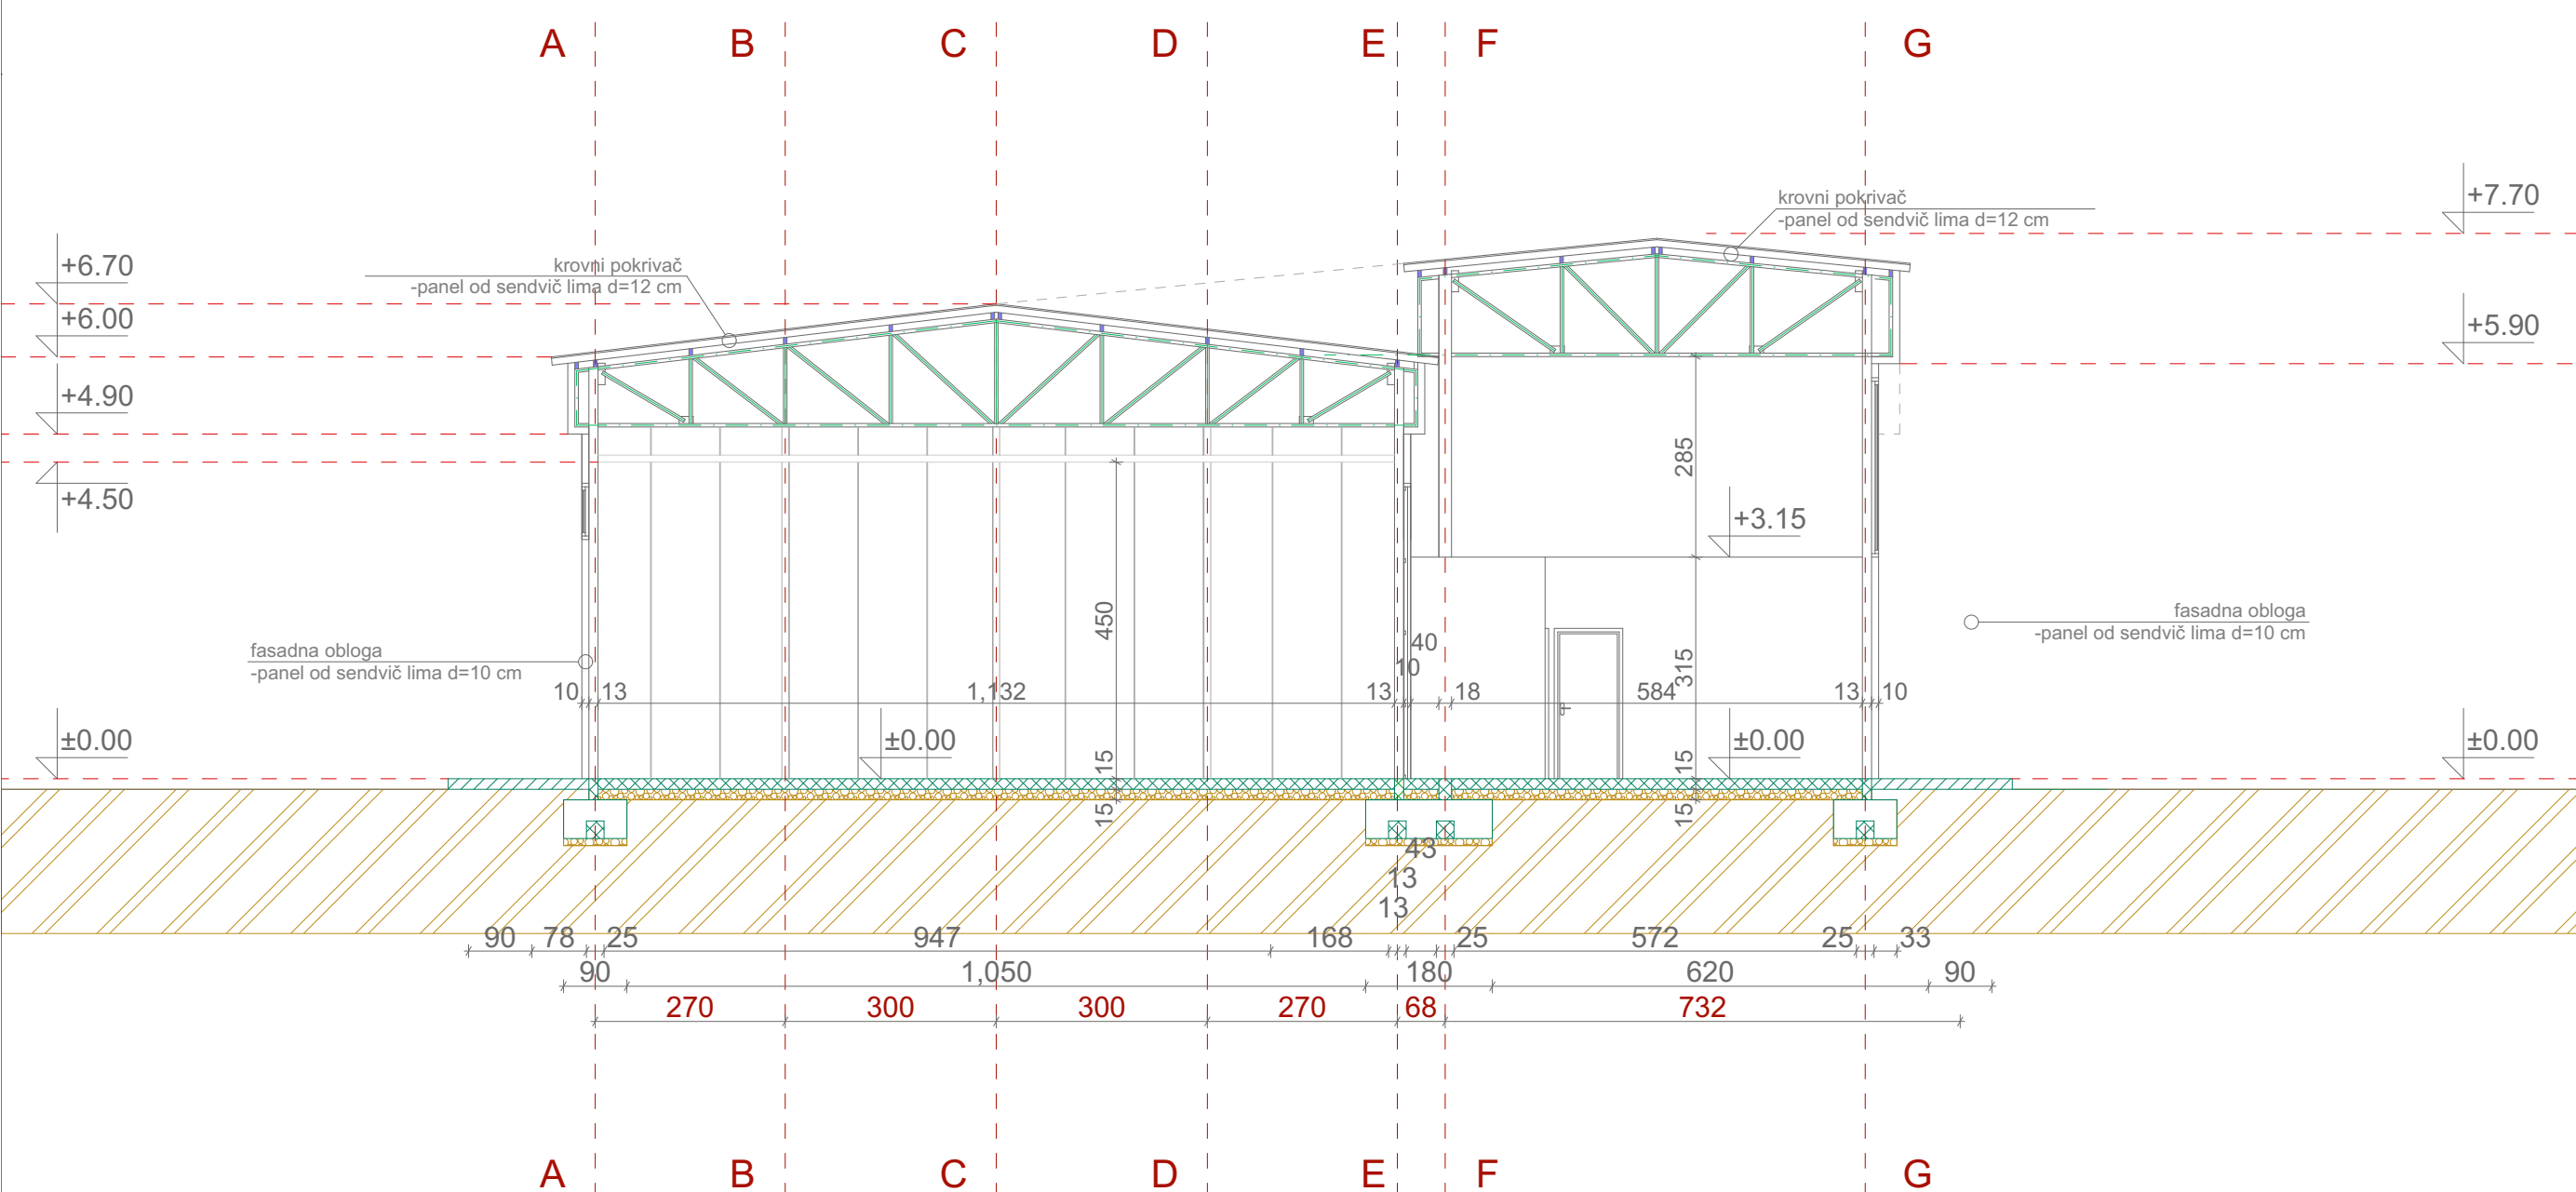 A B C D E F G
krovni pokrivač
-panel od sendvič lima d=12 cm
+7.70
+6.70
krovni pokrivač
-panel od sendvič lima d=12 cm
+6.00
+5.90
+4.90
285
+4.50
+3.15
450
fasadna obloga
-panel od sendvič lima d=10 cm
40
fasadna obloga
-panel od sendvič lima d=10 cm
10
315
10 13 1,132 13 18 584 13 10
±0.00 ±0.00 ±0.00 ±0.00
15 15
15 15
43
13
13
90 78 25 947 168 25 572 25 33
90 1,050 180 620 90
270 300 300 270 68 732
A B C D E F G